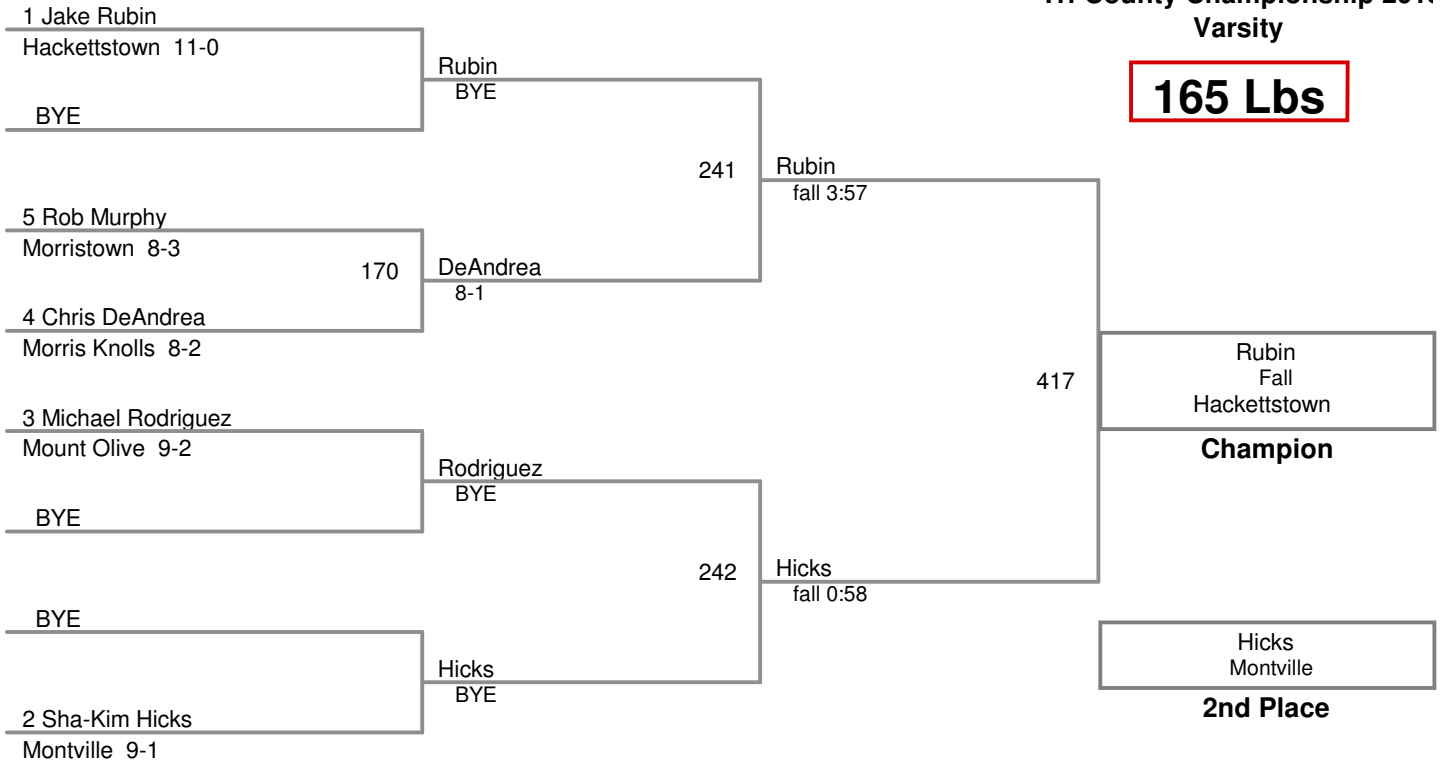 County Championship
Varsity
165 Lbs
1 Jake Rubin
Hackettstown 11-0
BYE
Rubin
BYE
5 Rob Murphy
Morristown 8-3
170
4 Chris DeAndrea
Morris Knolls 8-2
DeAndrea
8-1
241
Rubin
fall 3:57
3 Michael Rodriguez
Mount Olive 9-2
BYE
Rodriguez
BYE
BYE
2 Sha-Kim Hicks
Montville 9-1
Hicks
BYE
242
Hicks
fall 0:58
417
Rubin
Fall
Hackettstown
Champion
Hicks
Montville
2nd Place